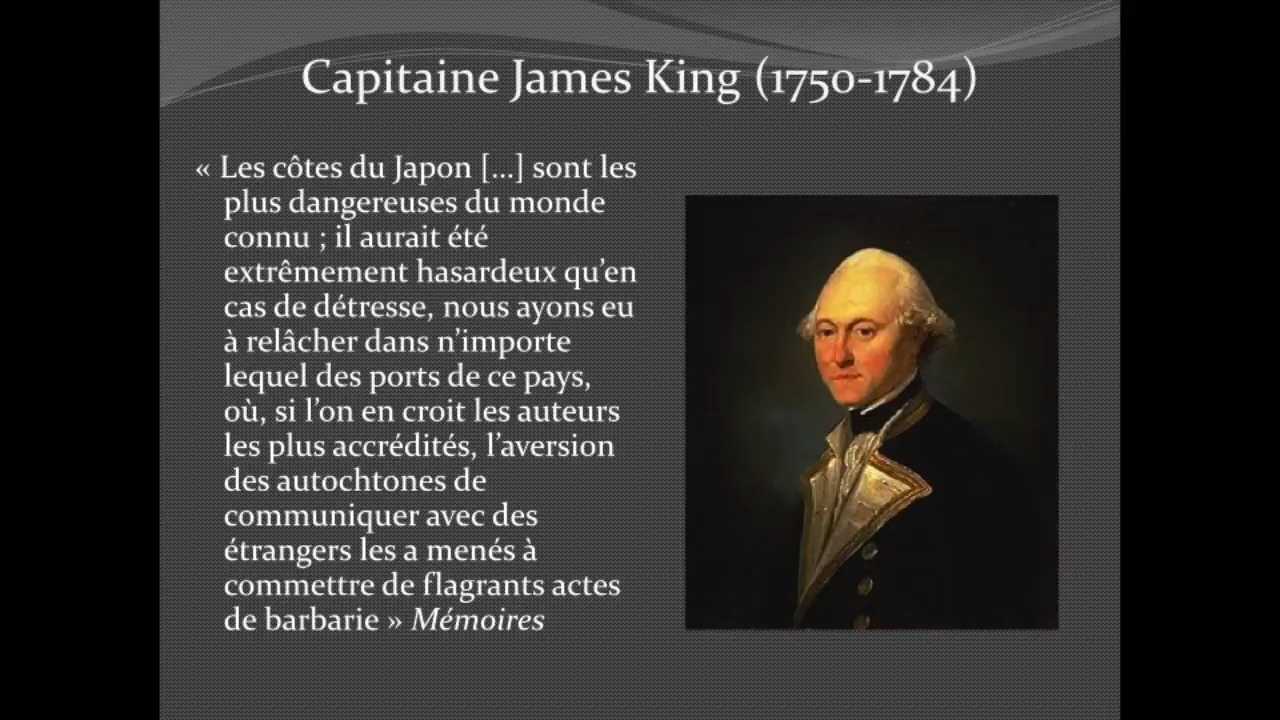 Capitaine James King (1750-1784)
« Les côtes du Japon [...] sont les
plus dangereuses du monde
connu ; il aurait été
extrêmement hasardeux qu’en
cas de détresse, nous ayons eu
à relâcher dans n’importe
lequel des ports de ce pays,
où, si l’on en croit les auteurs
les plus accrédités, l’aversion
des autochtones de
communiquer avec des
étrangers les a menés à
commettre de flagrants actes
de barbarie » Mémoires